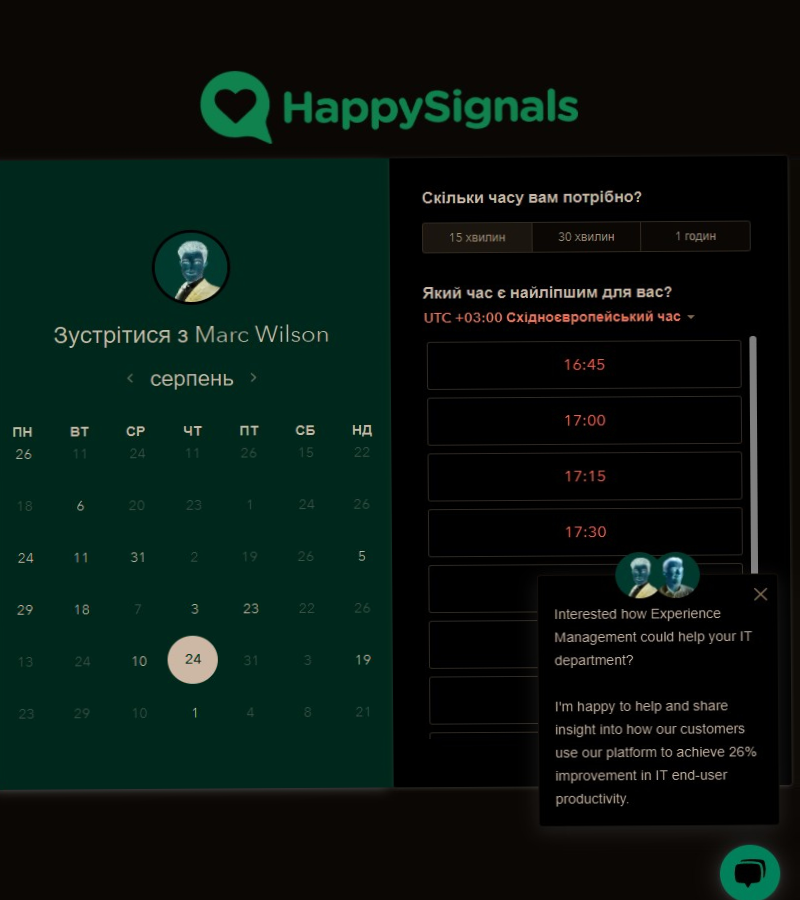 HappySignals
Зустрітися з Marc Wilson
серпень
ПН ВТ СР ЧТ ПТ СБ НД
26 11 24 11 26 15 22
18 6 20 23 1 24 26
24 11 31 2 19 26 5
29 18 7 3 23 22 26
13 24 10 24 31 3 19
23 29 10 1 4 8 21
Скільки часу вам потрібно?
15 хвилин 30 хвилин 1 годин
Який час є найліпшим для вас?
UTC +03:00 Східноєвропейський час
16:45
17:00
17:15
17:30
Interested how Experience
Management could help your IT
department?
I'm happy to help and share
insight into how our customers
use our platform to achieve 26%
improvement in IT end-user
productivity.